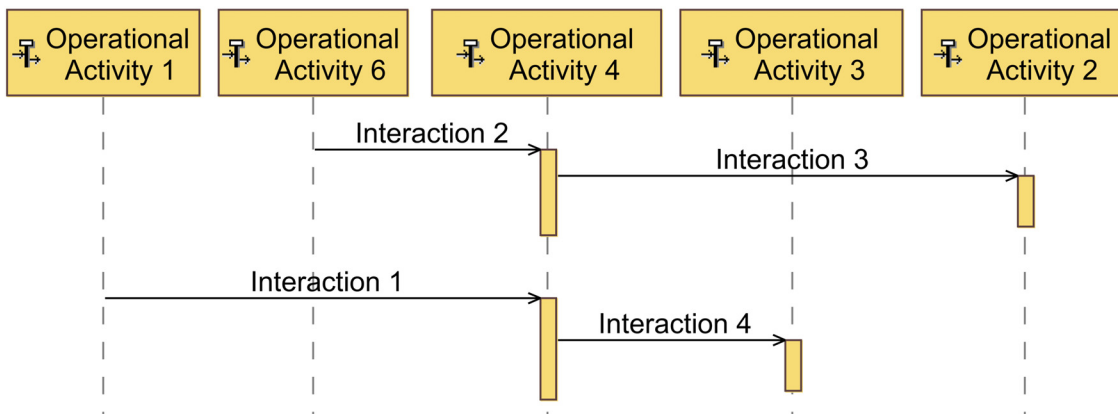 Operational
Activity 1
Operational
Activity 6
Operational
Activity 4
Operational
Activity 3
Operational
Activity 2
Interaction 2
Interaction 3
Interaction 1
Interaction 4